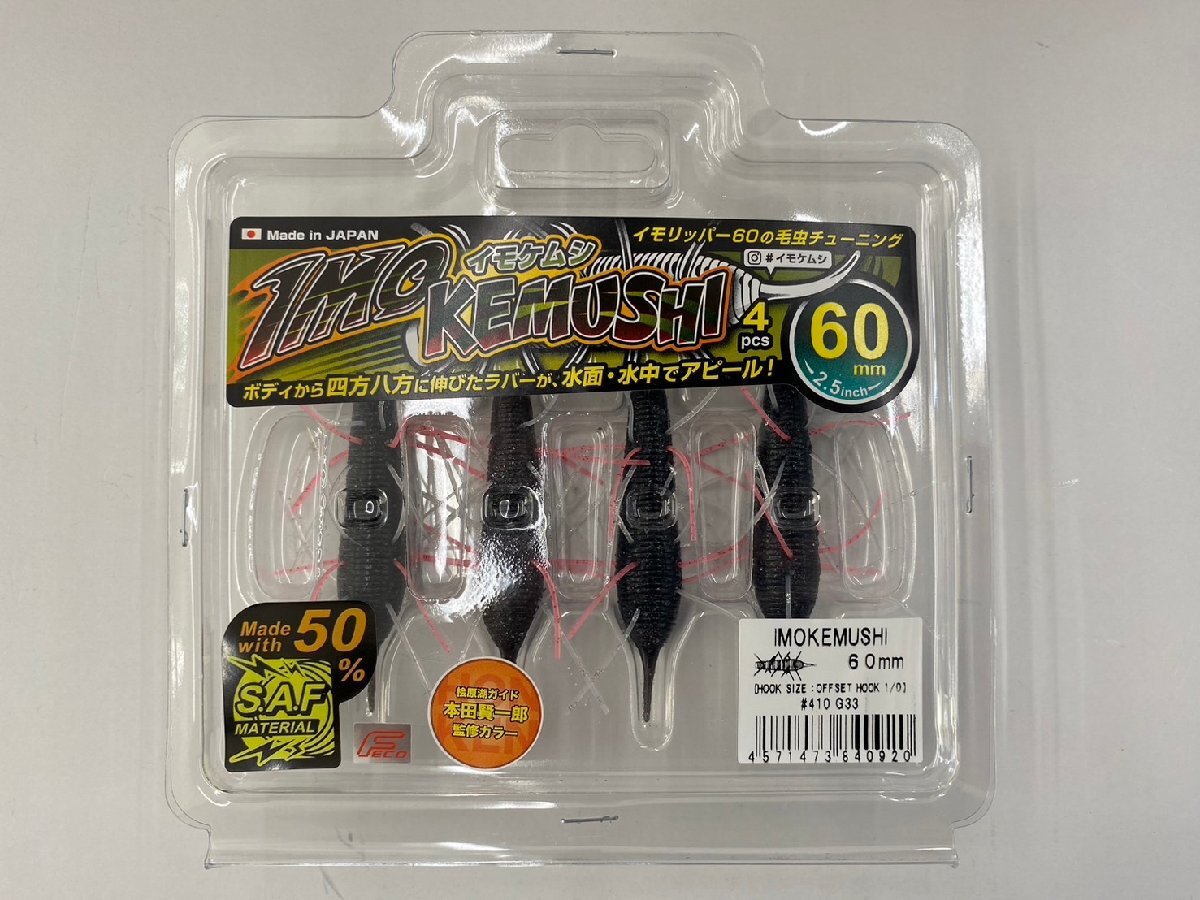 Made in JAPAN
イモリッパー60の毛虫チューニング
#イモケムシ
IMO
イモケムシ
KEMUSHI
4
pcs
60
mm
2.5inch
ボディから四方八方に伸びたラバーが、水面・水中でアピール!
Made
with
50
%
S.A.F
MATERIAL
FECO
桧原湖ガイド
本田賢一郎
監修カラー
IMOKEMUSHI
60mm
[HOOK SIZE : OFFSET HOOK 1/0]
#410 G33
4571473840920